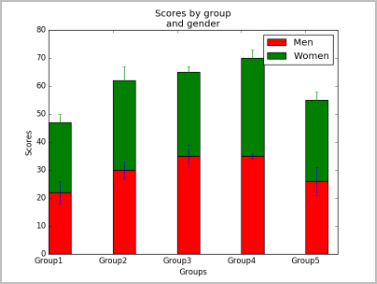 Scores by group
and gender
Men
Women
80
70
60
50
40
30
20
10
0
Scores
Group1 Group2 Group3 Group4 Group5
Groups